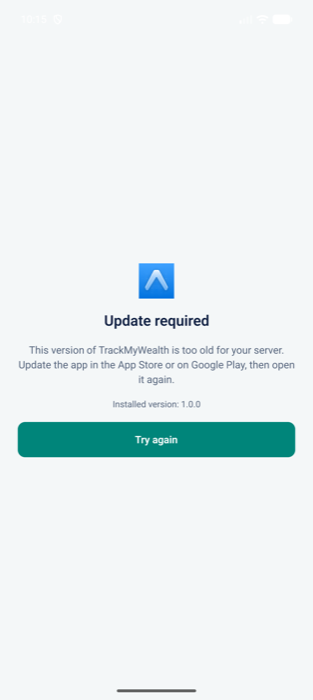 Update required
This version of TrackMyWealth is too old for your server.
Update the app in the App Store or on Google Play, then open
it again.
Installed version: 1.0.0
Try again